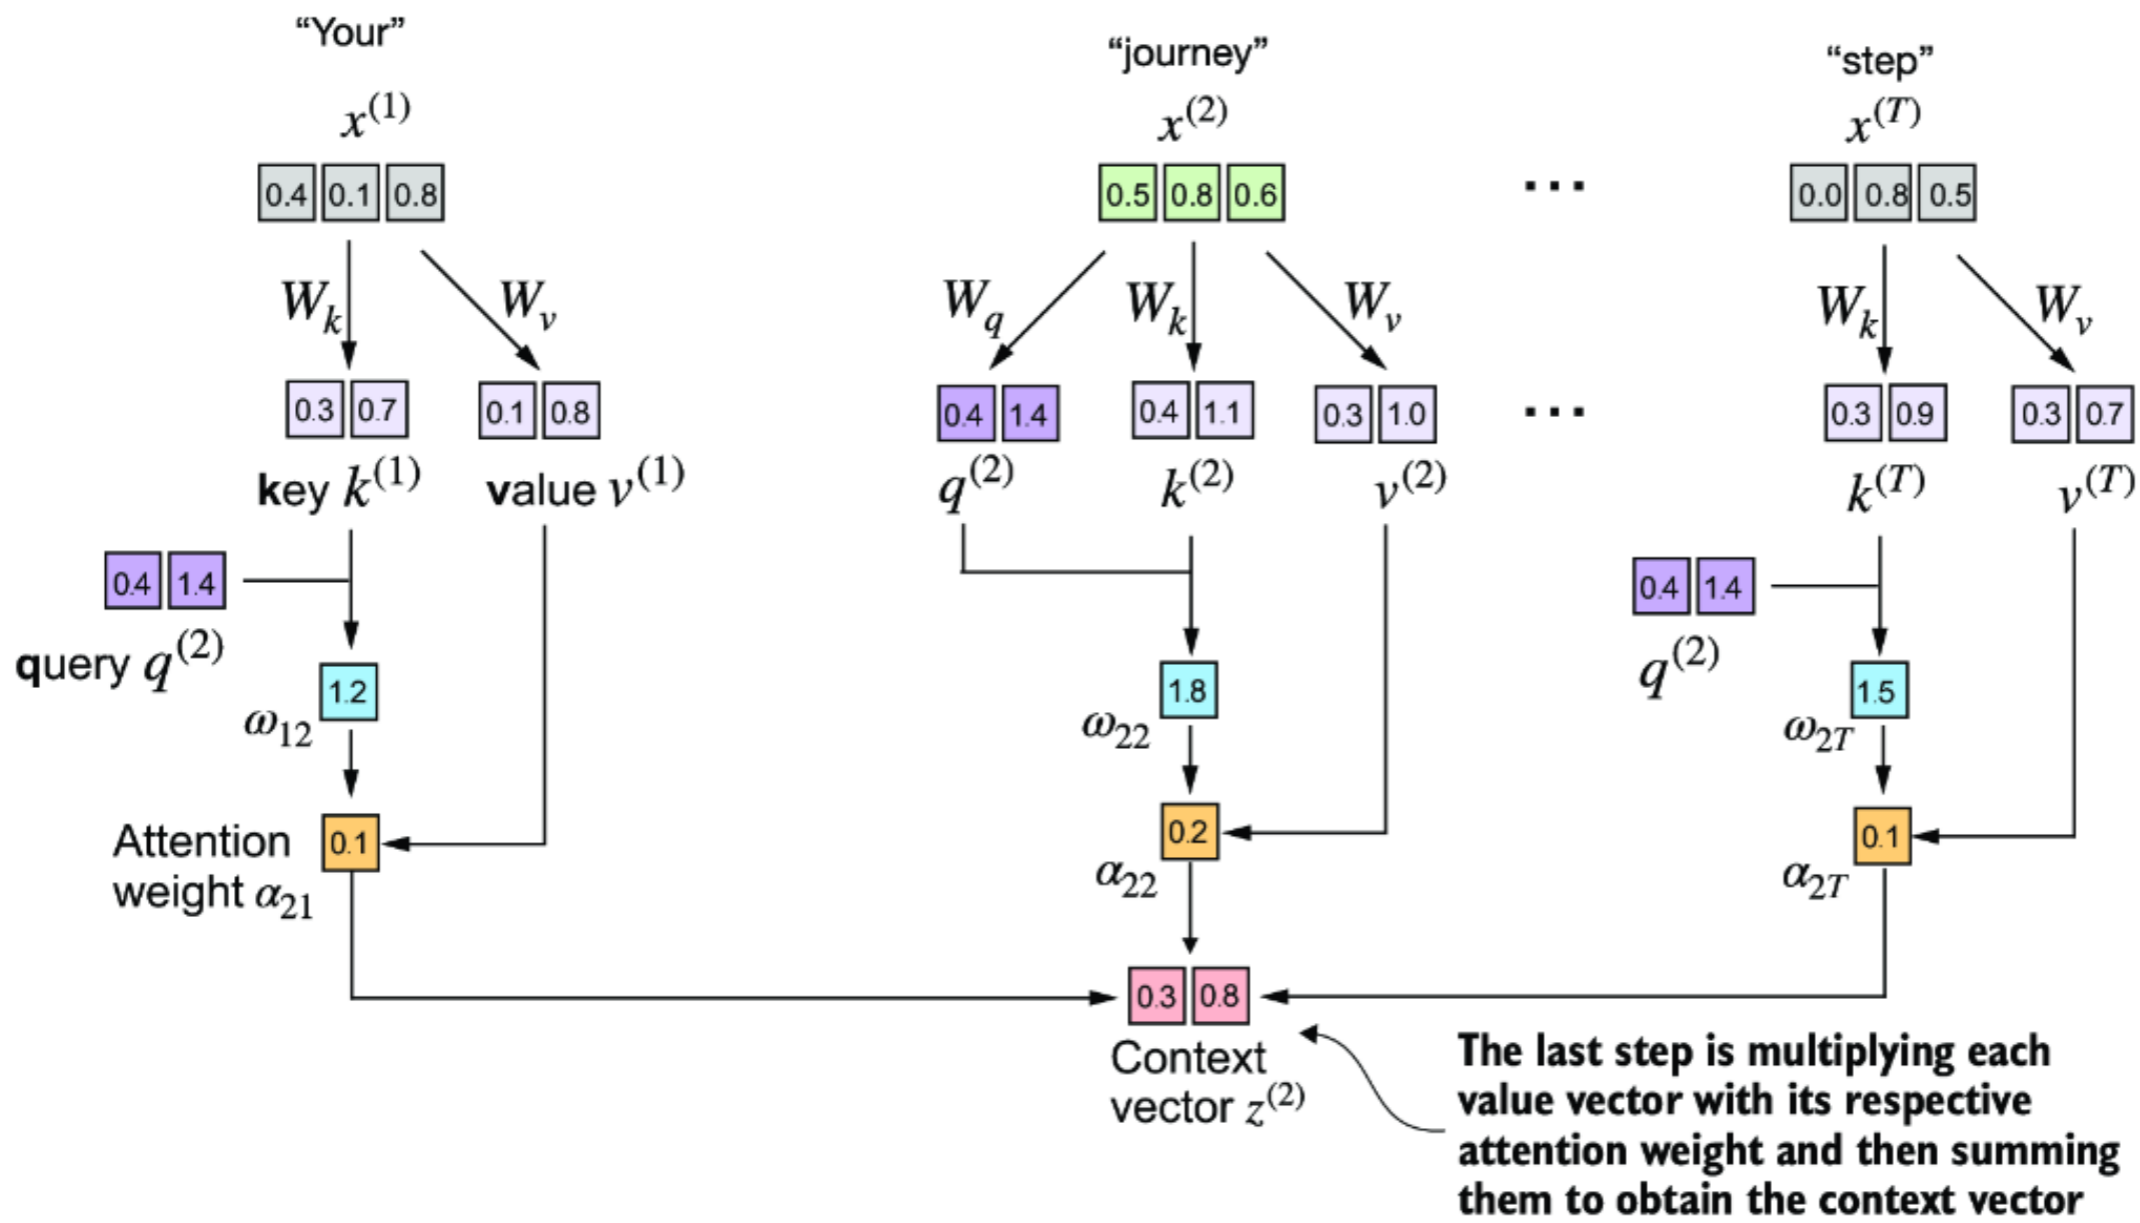 “Your”
“journey”
“step”
x(1)
x(2)
x(T)
0.4 0.1 0.8
0.5 0.8 0.6
...
0.0 0.8 0.5
Wk
Wv
Wq
Wk
Wv
Wk
Wv
0.3 0.7
0.1 0.8
0.4 1.4
0.4 1.1
0.3 1.0
...
0.3 0.9
0.3 0.7
key k(1)
value v(1)
q(2)
k(2)
v(2)
k(T)
v(T)
0.4 1.4
query q(2)
0.4 1.4
q(2)
1.2
ω12
1.8
ω22
1.5
ω2T
Attention
weight α21
0.1
0.2
α22
0.1
α2T
0.3 0.8
Context
vector z(2)
The last step is multiplying each
value vector with its respective
attention weight and then summing
them to obtain the context vector